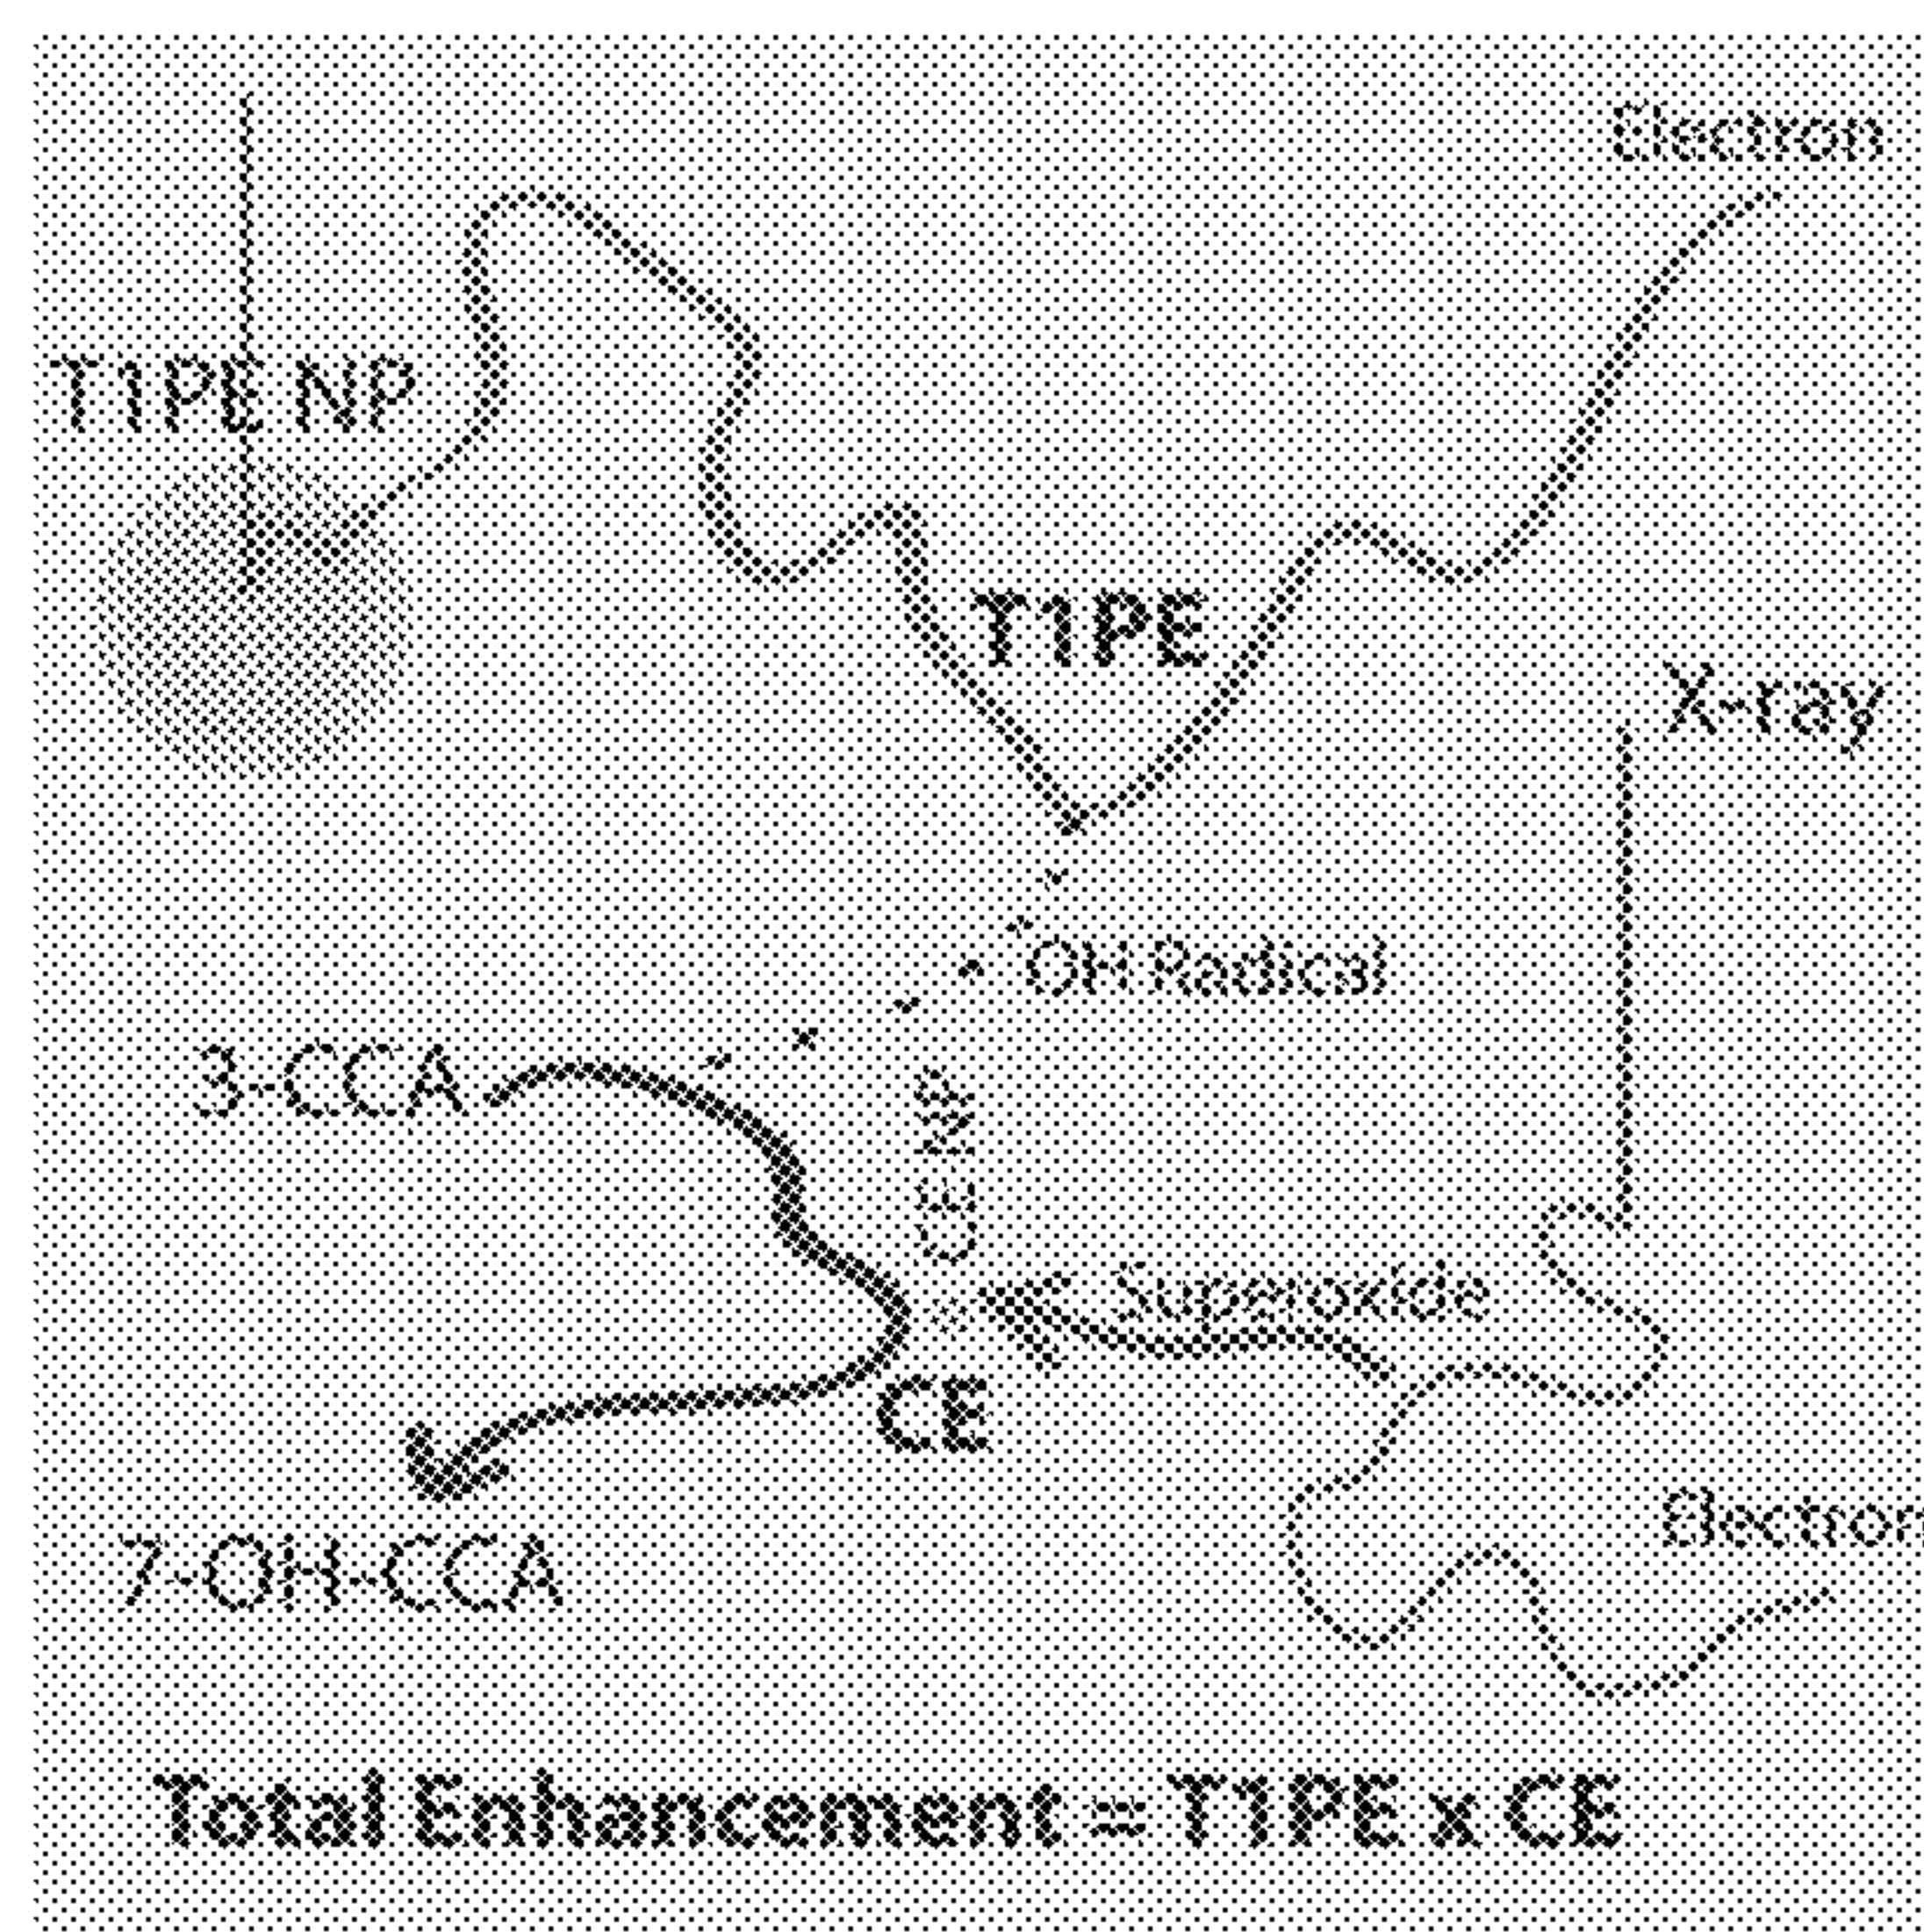 Electron
T1PE NP
T1PE
X-ray
OH Radical
3-CCA
CE NP
Superoxide
CE
Electron
7-OH-CCA
Total Enhancement = T1PE x CE